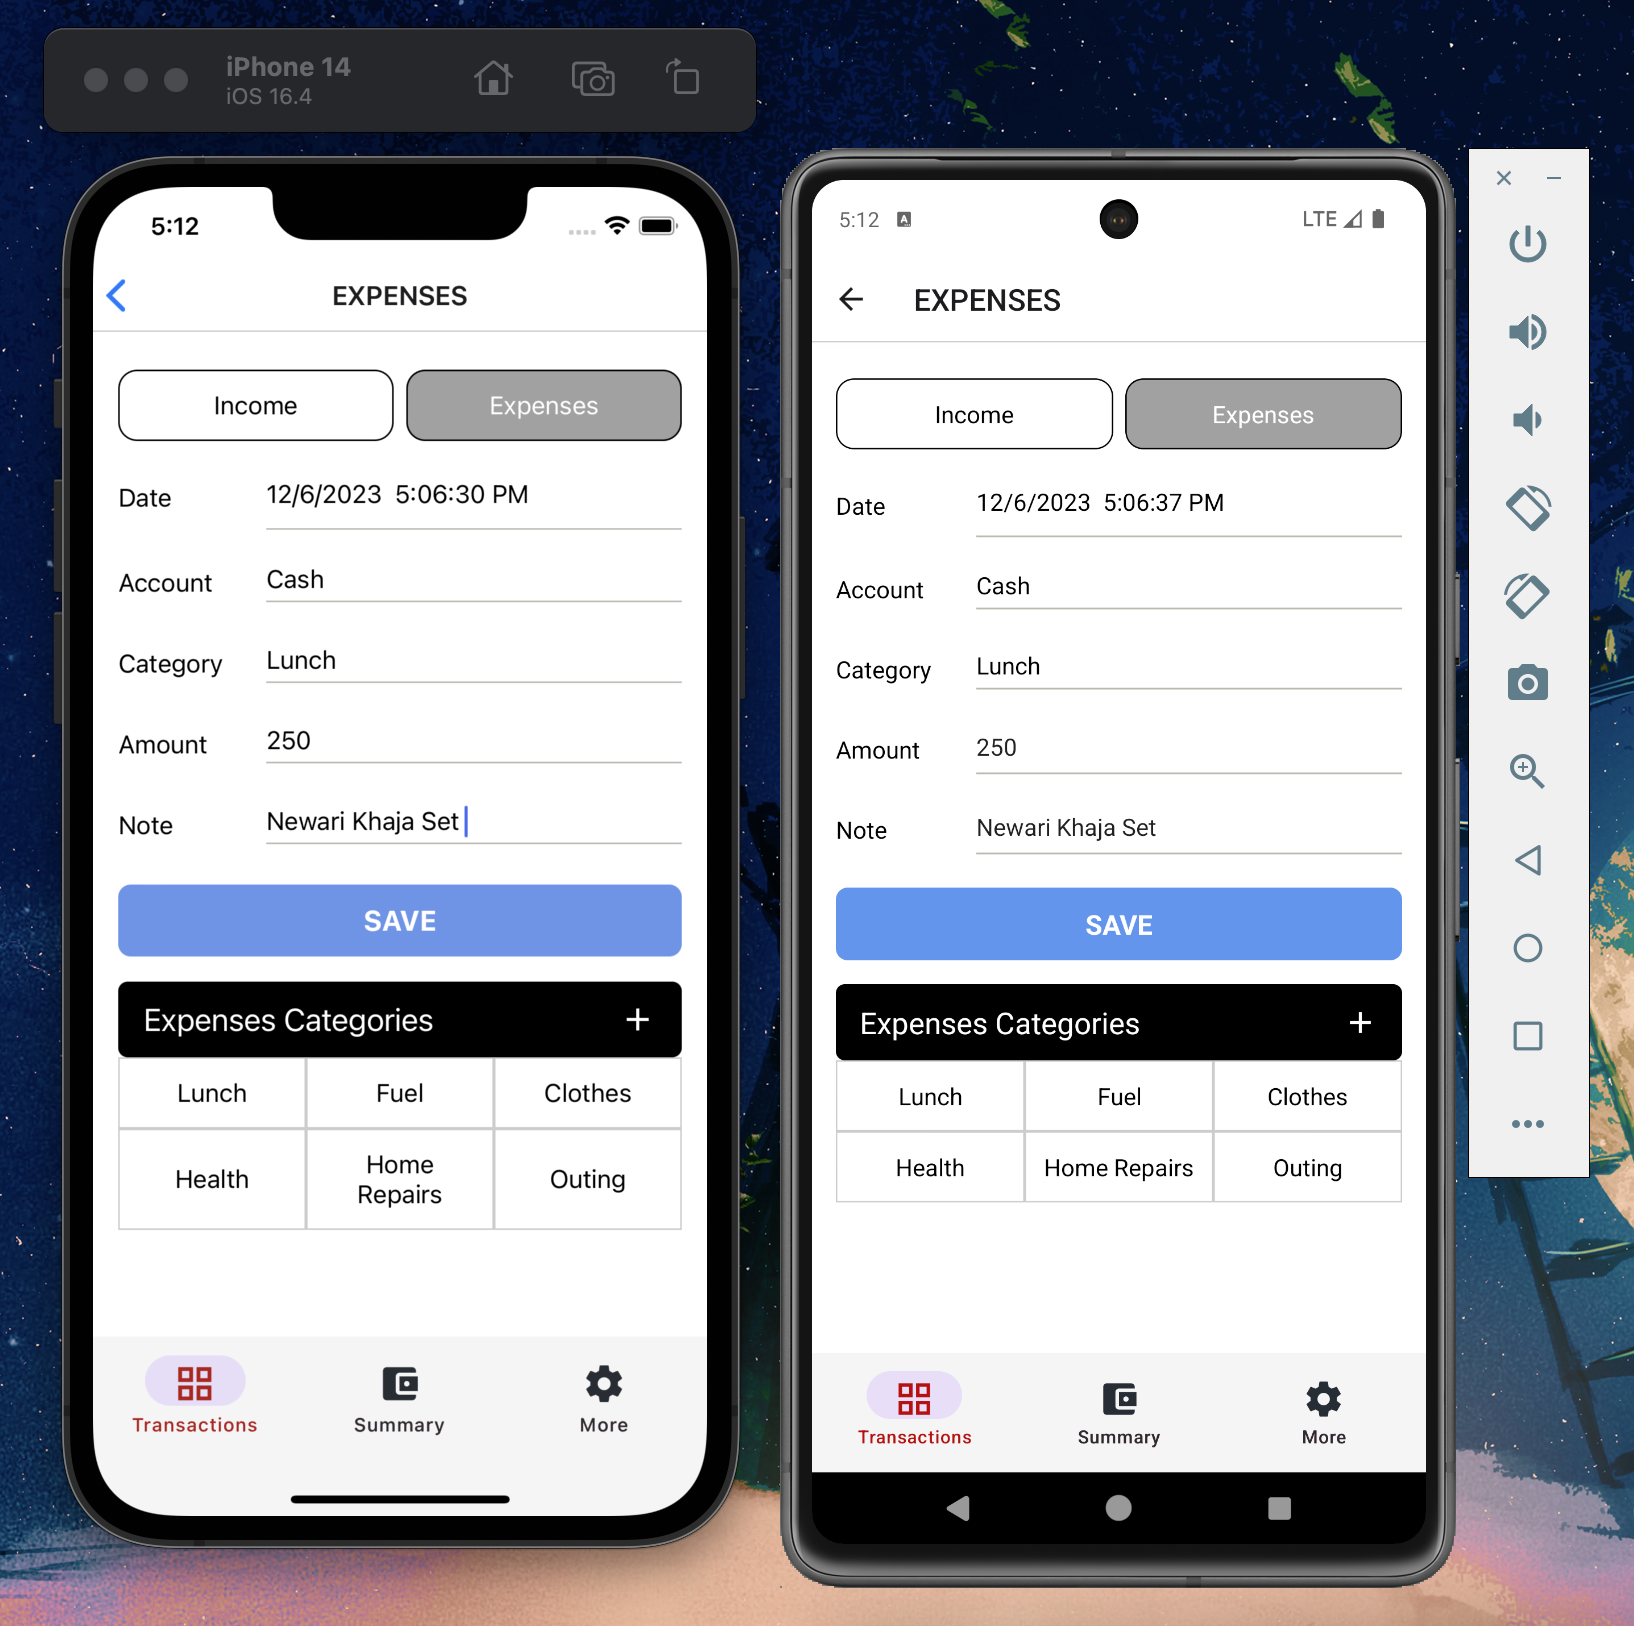 iPhone 14
iOS 16.4
5:12
EXPENSES
Income
Expenses
Date
12/6/2023 5:06:30 PM
Account
Cash
Category
Lunch
Amount
250
Note
Newari Khaja Set
SAVE
Expenses Categories +
Lunch
Fuel
Clothes
Health
Home
Repairs
Outing
Transactions
Summary
More
5:12
A
LTE
EXPENSES
Income
Expenses
Date
12/6/2023 5:06:37 PM
Account
Cash
Category
Lunch
Amount
250
Note
Newari Khaja Set
SAVE
Expenses Categories +
Lunch
Fuel
Clothes
Health
Home Repairs
Outing
Transactions
Summary
More